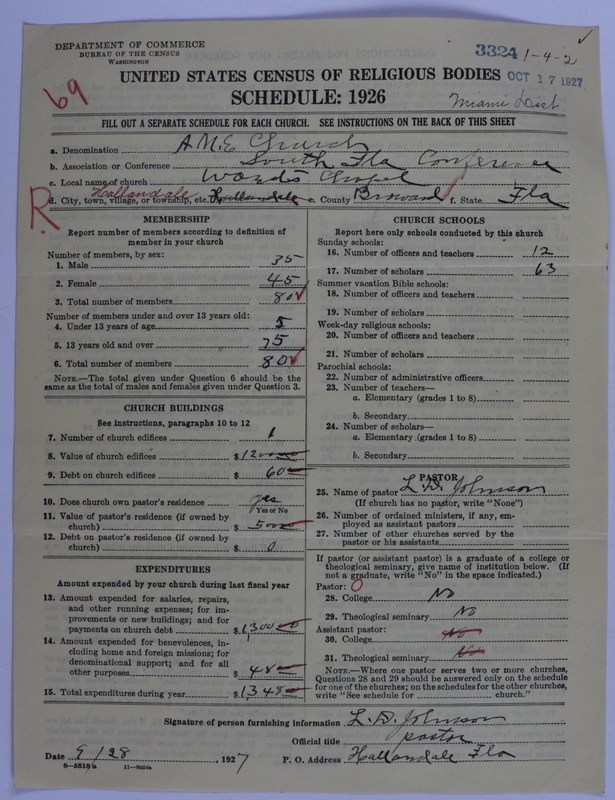 DEPARTMENT OF COMMERCE
BUREAU OF THE CENSUS
WASHINGTON
3324 1-4-2
69
UNITED STATES CENSUS OF RELIGIOUS BODIES OCT 17 1927
SCHEDULE: 1926
Miami Dist
FILL OUT A SEPARATE SCHEDULE FOR EACH CHURCH. SEE INSTRUCTIONS ON THE BACK OF THIS SHEET
a. Denomination A.M.E. Church
b. Association or Conference South Fla Conference
c. Local name of church Wards Chapel
R
d. City, town, village, or township, etc. Hallandale Hallandale e. County Broward f. State Fla
MEMBERSHIP
Report number of members according to definition of
member in your church
Number of members, by sex:
1. Male 35
2. Female 45
3. Total number of members 80
Number of members under and over 13 years old:
4. Under 13 years of age 5
5. 13 years old and over 75
6. Total number of members 80
NOTE.—The total given under Question 6 should be the
same as the total of males and females given under Question 3.
CHURCH BUILDINGS
See instructions, paragraphs 10 to 12
7. Number of church edifices 1
8. Value of church edifices $1200
9. Debt on church edifices $ 60
10. Does church own pastor's residence yes
Yes or No
11. Value of pastor's residence (if owned by
church) $ 500
12. Debt on pastor's residence (if owned by
church) $ 0
EXPENDITURES
Amount expended by your church during last fiscal year
13. Amount expended for salaries, repairs,
and other running expenses; for im-
provements or new buildings; and for
payments on church debt $1300
14. Amount expended for benevolences, in-
cluding home and foreign missions; for
denominational support; and for all
other purposes $ 48
15. Total expenditures during year $1348
CHURCH SCHOOLS
Report here only schools conducted by this church
Sunday schools:
16. Number of officers and teachers 12
17. Number of scholars 63
Summer vacation Bible schools:
18. Number of officers and teachers
19. Number of scholars
Week-day religious schools:
20. Number of officers and teachers
21. Number of scholars
Parochial schools:
22. Number of administrative officers
23. Number of teachers—
a. Elementary (grades 1 to 8)
b. Secondary
24. Number of scholars—
a. Elementary (grades 1 to 8)
b. Secondary
PASTOR
25. Name of pastor L. D. Johnson
(If church has no pastor, write "None")
26. Number of ordained ministers, if any, em-
ployed as assistant pastors
27. Number of other churches served by the
pastor or his assistants
If pastor (or assistant pastor) is a graduate of a college or
theological seminary, give name of institution below. (If
not a graduate, write "No" in the space indicated.)
Pastor: O
28. College No
29. Theological seminary No
Assistant pastor:
30. College No
31. Theological seminary No
NOTE.—Where one pastor serves two or more churches,
Questions 28 and 29 should be answered only on the schedule
for one of the churches; on the schedules for the other churches,
write "See schedule for church."
Signature of person furnishing information L. D. Johnson
Official title pastor
Date 9/28, 1927 P. O. Address Hallandale Fla
11—9554a